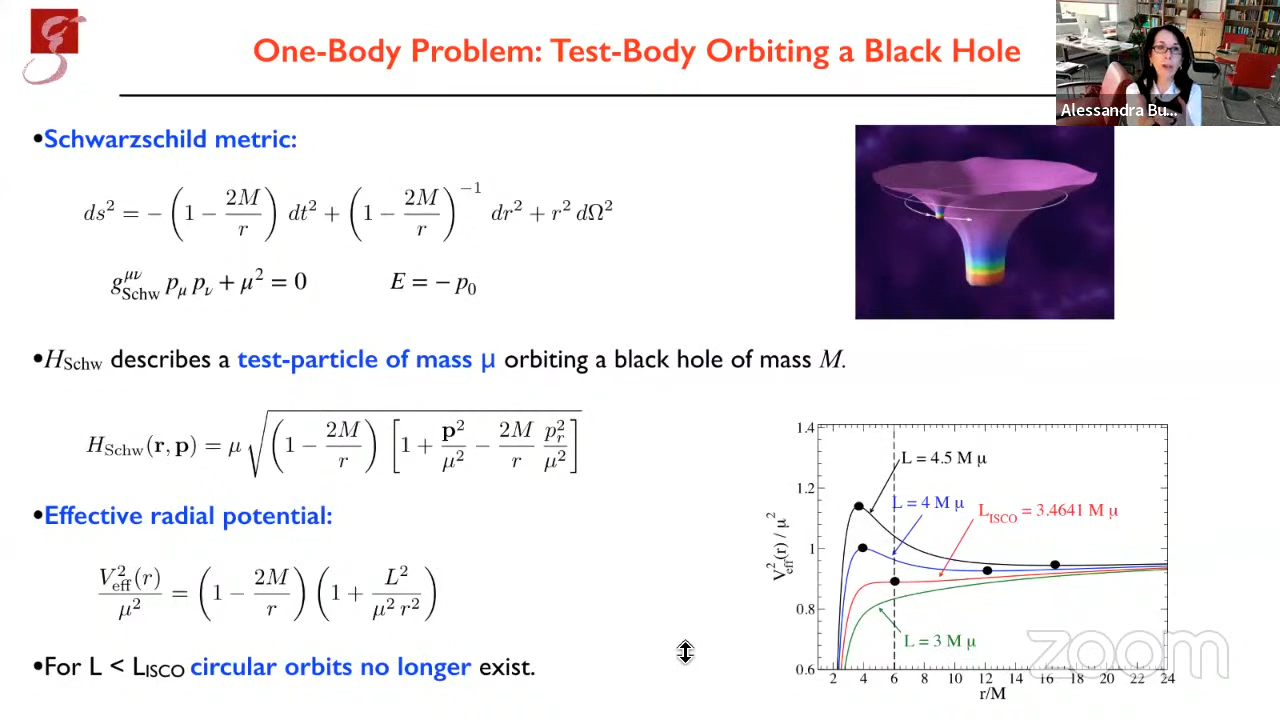 One-Body Problem: Test-Body Orbiting a Black Hole
Alessandra Bu...
•Schwarzschild metric:
ds² = − (1 − 2M/r) dt² + (1 − 2M/r)⁻¹ dr² + r² dΩ²
g^{μν}_{Schw} p_μ p_ν + μ² = 0    E = − p₀
•H_Schw describes a test-particle of mass μ orbiting a black hole of mass M.
H_Schw(r, p) = μ √( (1 − 2M/r) [1 + p²/μ² − 2M/r p_r²/μ²] )
•Effective radial potential:
V²_eff(r)/μ² = (1 − 2M/r) (1 + L²/(μ² r²))
•For L < L_ISCO circular orbits no longer exist.
1.4
1.2
1
0.8
0.6
V²_eff(r) / μ²
L = 4.5 M μ
L = 4 M μ
L_ISCO = 3.4641 M μ
L = 3 M μ
2 4 6 8 10 12 14 16 18 20 22 24
r/M
zoom